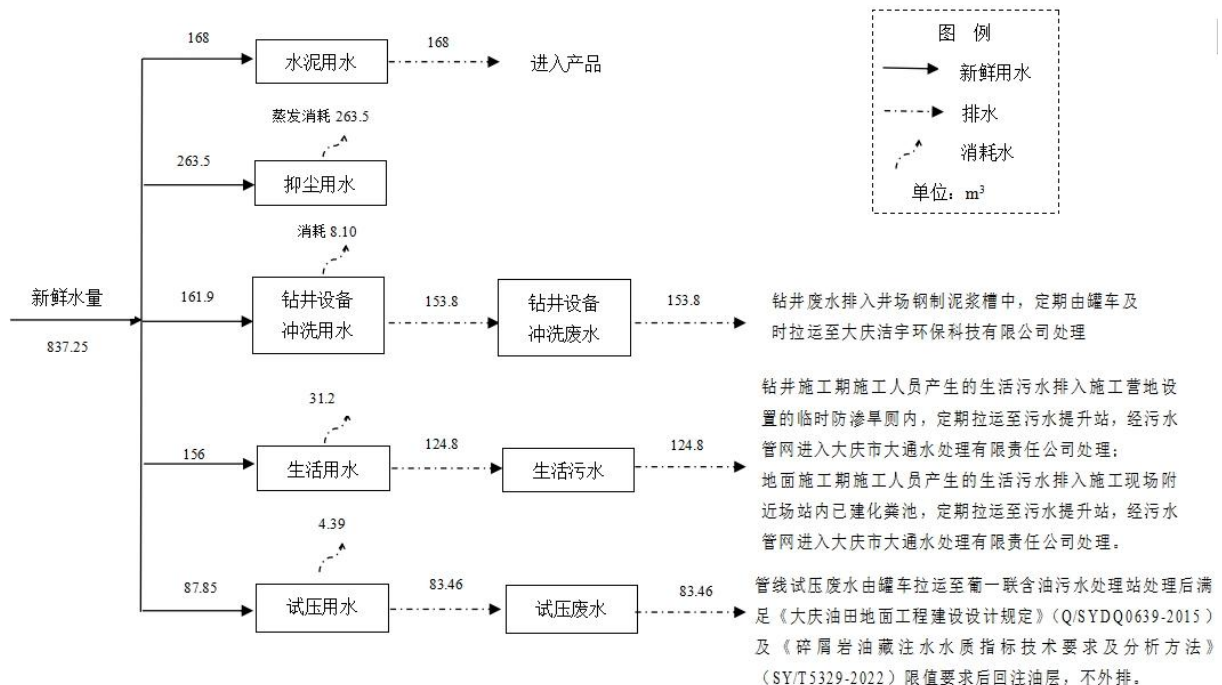 168
水泥用水
168
进入产品
图 例
新鲜用水
排水
消耗水
单位：m³
蒸发消耗 263.5
263.5
抑尘用水
消耗 8.10
新鲜水量
837.25
161.9
钻井设备
冲洗用水
153.8
钻井设备
冲洗废水
153.8
钻井废水排入井场钢制泥浆槽中，定期由罐车及
时拉运至大庆洁宇环保科技有限公司处理
31.2
156
生活用水
124.8
生活污水
124.8
钻井施工期施工人员产生的生活污水排入施工营地设
置的临时防渗旱厕内，定期拉运至污水提升站，经污水
管网进入大庆市大通水处理有限责任公司处理；
地面施工期施工人员产生的生活污水排入施工现场附
近场站内已建化粪池，定期拉运至污水提升站，经污水
管网进入大庆市大通水处理有限责任公司处理。
4.39
87.85
试压用水
83.46
试压废水
83.46
管线试压废水由罐车拉运至葡一联含油污水处理站处理后满
足《大庆油田地面工程建设设计规定》（Q/SYDQ0639-2015）
及《碎屑岩油藏注水水质指标技术要求及分析方法》
（SY/T5329-2022）限值要求后回注油层，不外排。